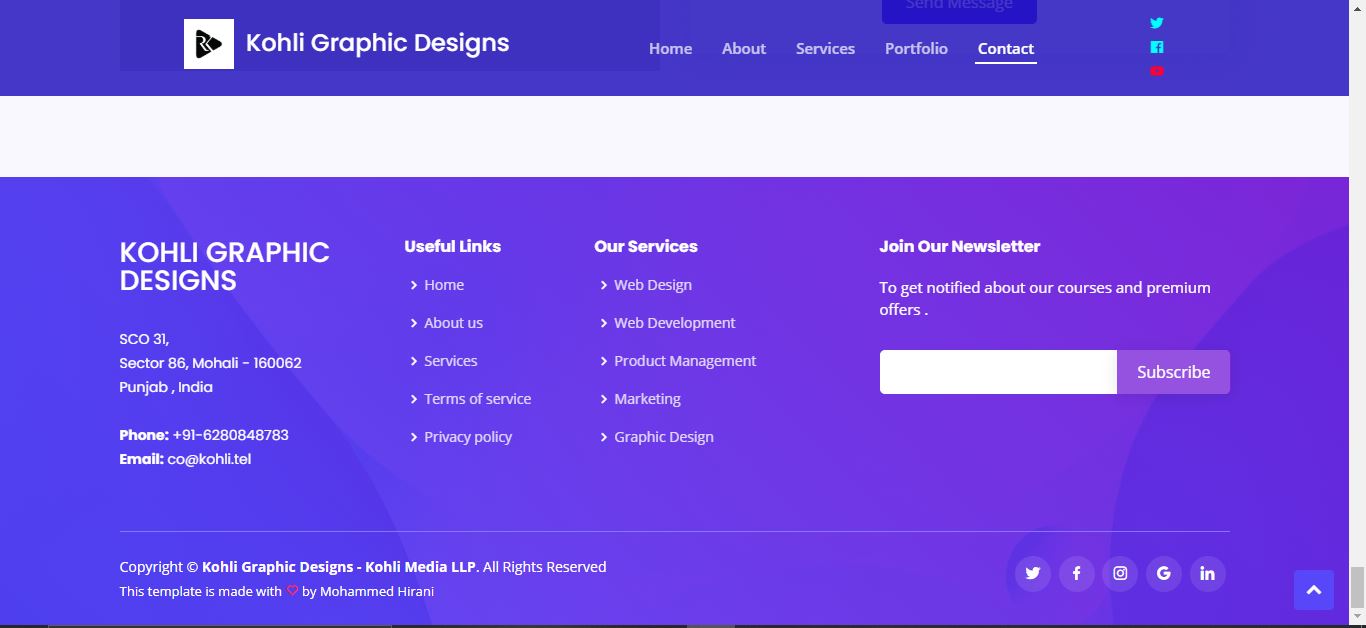 Send Message
Kohli Graphic Designs
Home About Services Portfolio Contact
KOHLI GRAPHIC
DESIGNS
SCO 31,
Sector 86, Mohali - 160062
Punjab , India
Phone: +91-6280848783
Email: co@kohli.tel
Useful Links
Home
About us
Services
Terms of service
Privacy policy
Our Services
Web Design
Web Development
Product Management
Marketing
Graphic Design
Join Our Newsletter
To get notified about our courses and premium
offers .
Subscribe
Copyright © Kohli Graphic Designs - Kohli Media LLP. All Rights Reserved
This template is made with ♡ by Mohammed Hirani